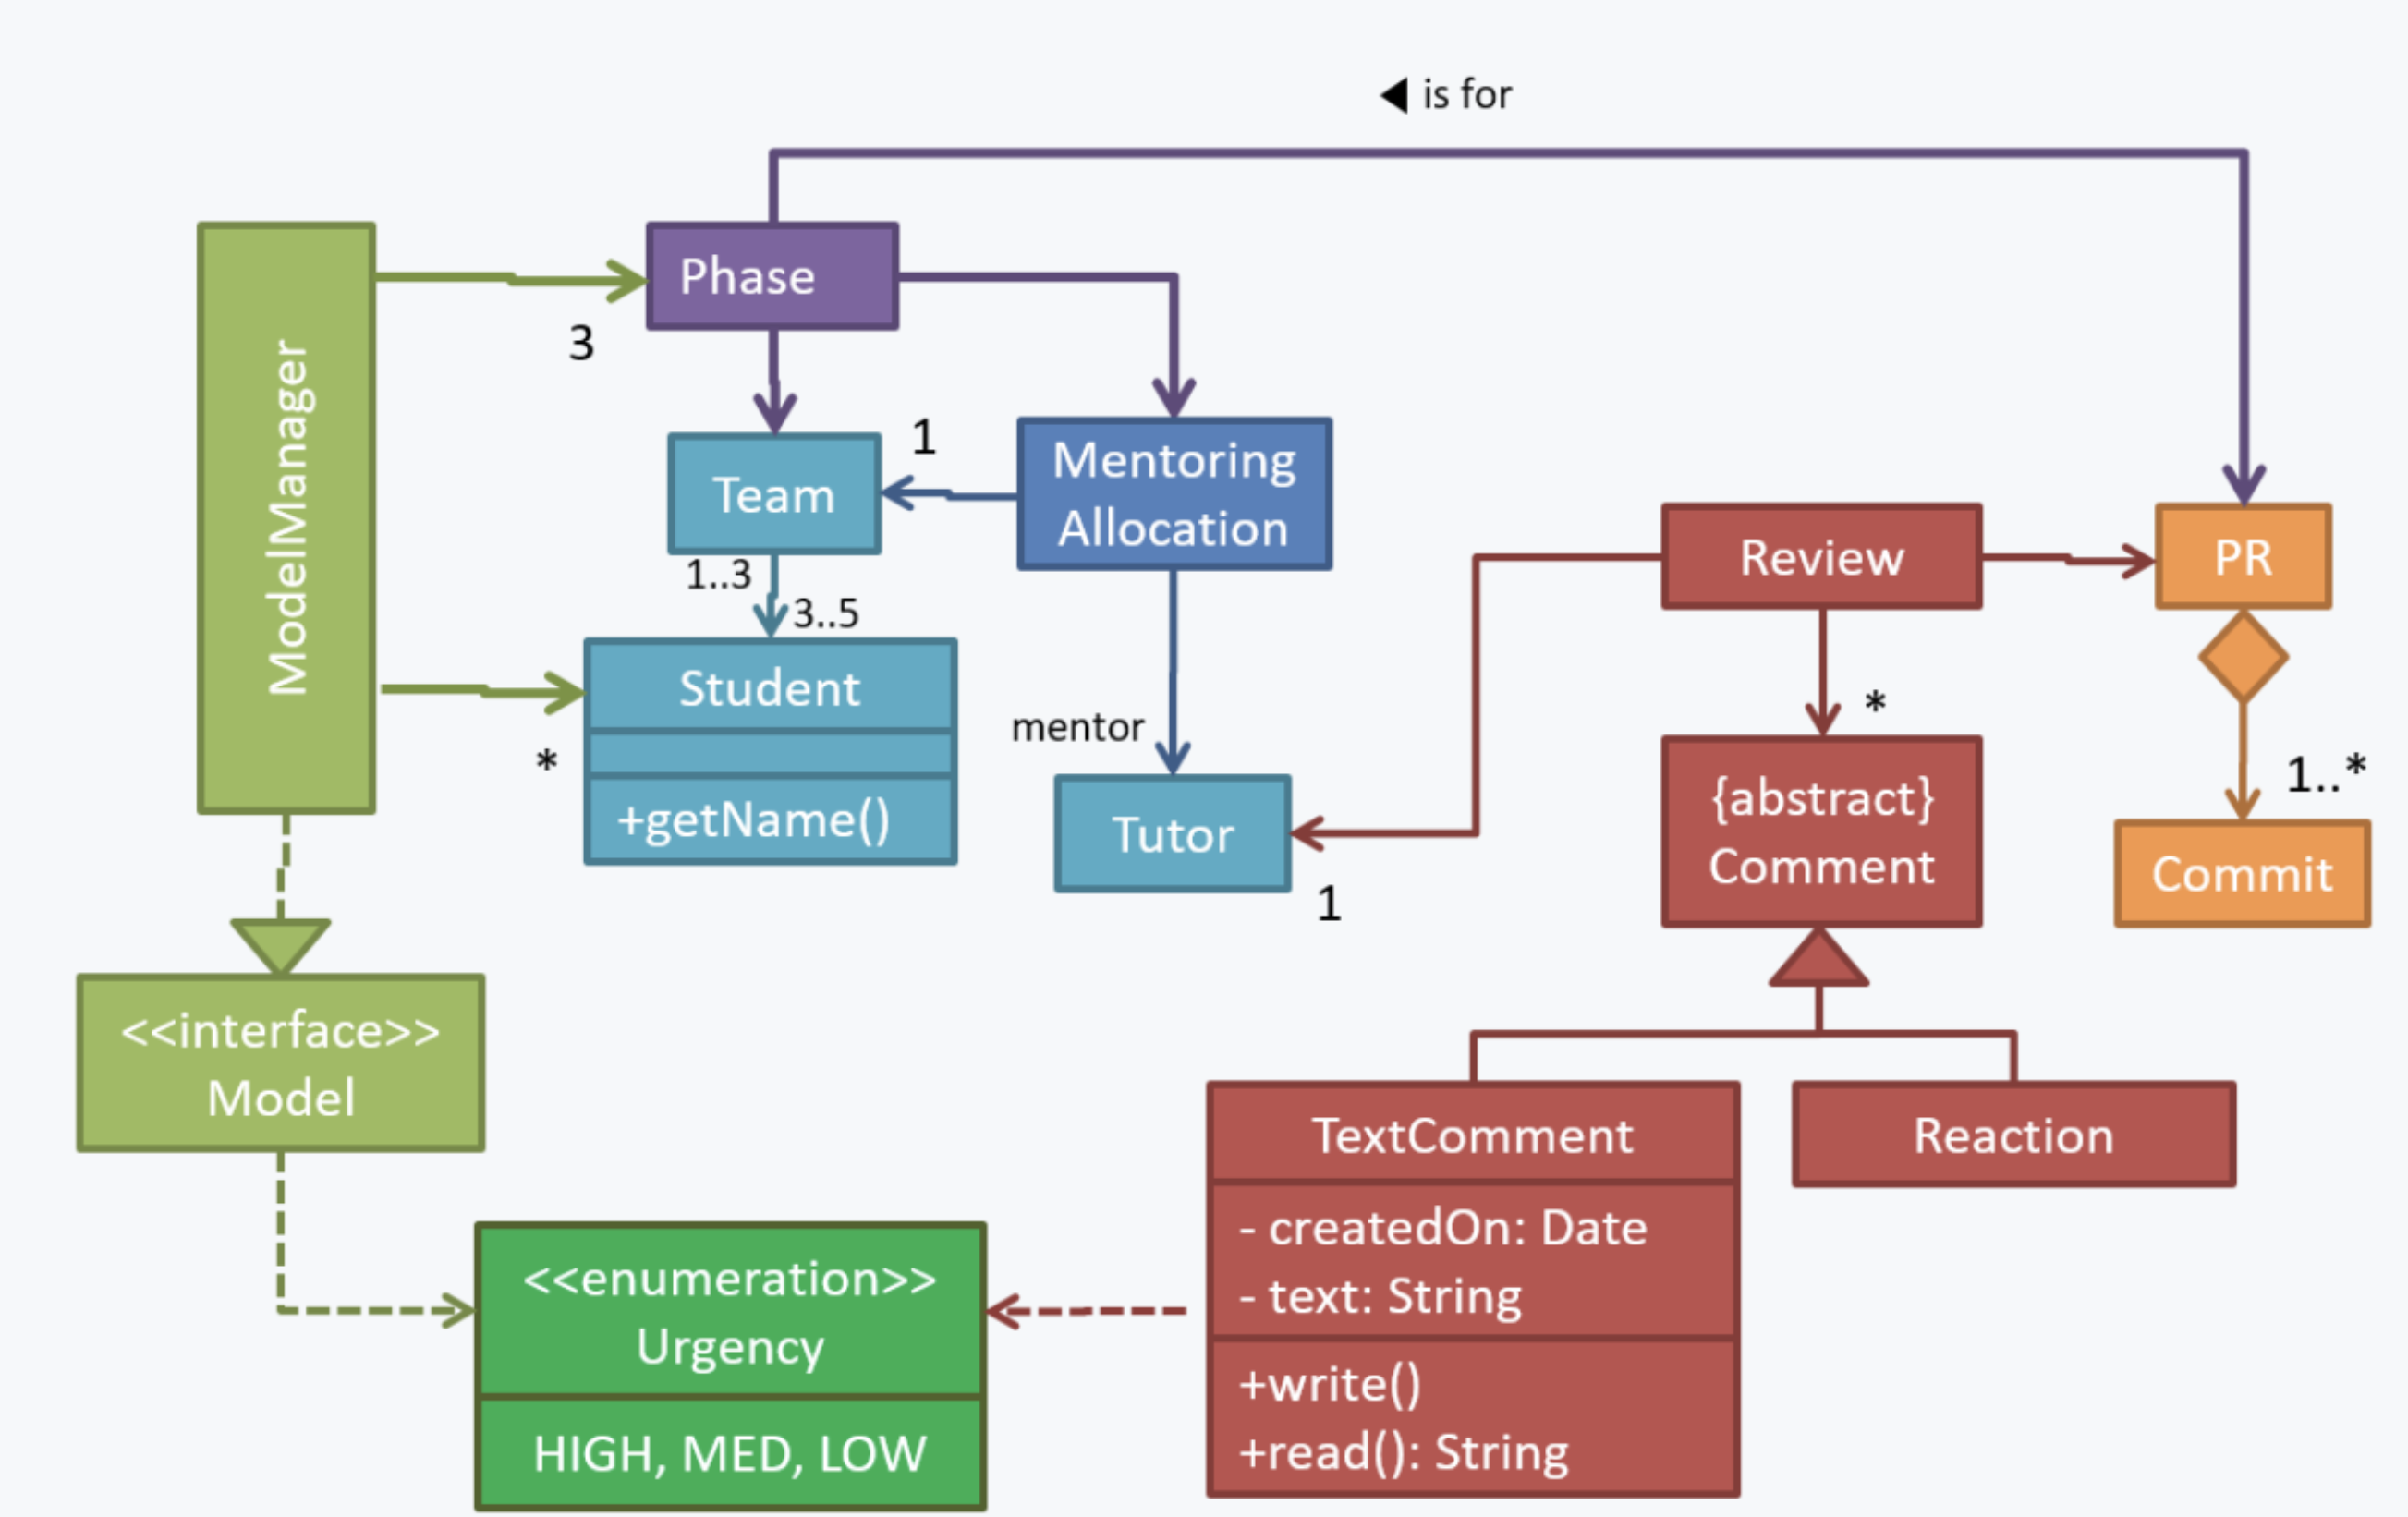 ◀ is for
ModelManager
Phase
3
Team
1
Mentoring
Allocation
1..3
3..5
Student
+getName()
*
mentor
Tutor
1
Review
PR
*
{abstract}
Comment
1..*
Commit
<<interface>>
Model
TextComment
- createdOn: Date
- text: String
+write()
+read(): String
Reaction
<<enumeration>>
Urgency
HIGH, MED, LOW